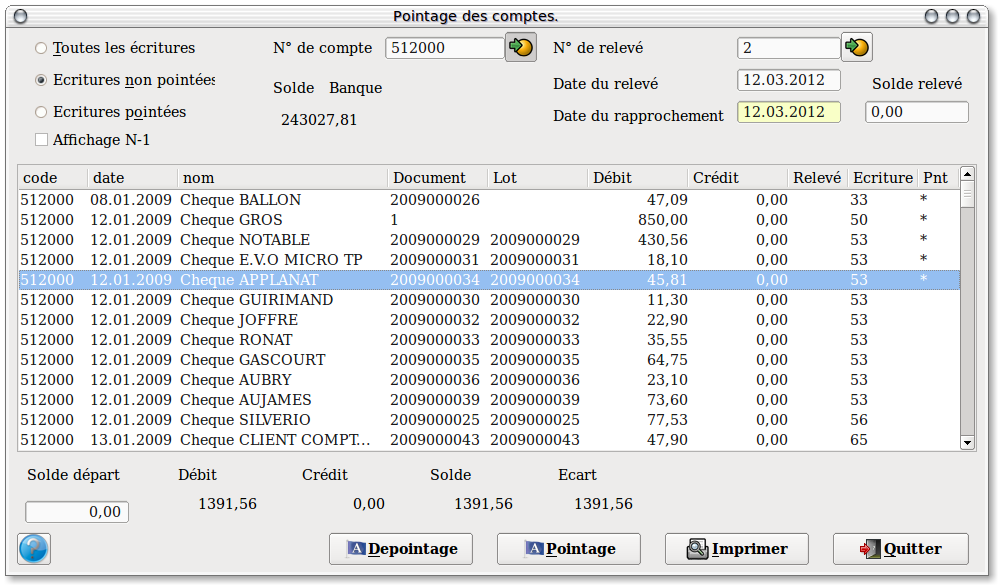 Pointage des comptes.
Toutes les écritures N° de compte 512000 N° de relevé 2
Ecritures non pointées Solde Banque Date du relevé 12.03.2012 Solde relevé
Ecritures pointées 243027,81 Date du rapprochement 12.03.2012 0,00
Affichage N-1
code date nom Document Lot Débit Crédit Relevé Ecriture Pnt
512000 08.01.2009 Cheque BALLON 2009000026 47,09 0,00 33 *
512000 12.01.2009 Cheque GROS 1 850,00 0,00 50 *
512000 12.01.2009 Cheque NOTABLE 2009000029 2009000029 430,56 0,00 53 *
512000 12.01.2009 Cheque E.V.O MICRO TP 2009000031 2009000031 18,10 0,00 53 *
512000 12.01.2009 Cheque APPLANAT 2009000034 2009000034 45,81 0,00 53 *
512000 12.01.2009 Cheque GUIRIMAND 2009000030 2009000030 11,30 0,00 53
512000 12.01.2009 Cheque JOFFRE 2009000032 2009000032 22,90 0,00 53
512000 12.01.2009 Cheque RONAT 2009000033 2009000033 35,55 0,00 53
512000 12.01.2009 Cheque GASCOURT 2009000035 2009000035 64,75 0,00 53
512000 12.01.2009 Cheque AUBRY 2009000036 2009000036 23,10 0,00 53
512000 12.01.2009 Cheque AUJAMES 2009000039 2009000039 73,60 0,00 53
512000 12.01.2009 Cheque SILVERIO 2009000025 2009000025 77,53 0,00 56
512000 13.01.2009 Cheque CLIENT COMPT... 2009000043 2009000043 47,90 0,00 65
Solde départ Débit Crédit Solde Ecart
0,00 1391,56 0,00 1391,56 1391,56
A Depointage A Pointage Imprimer Quitter